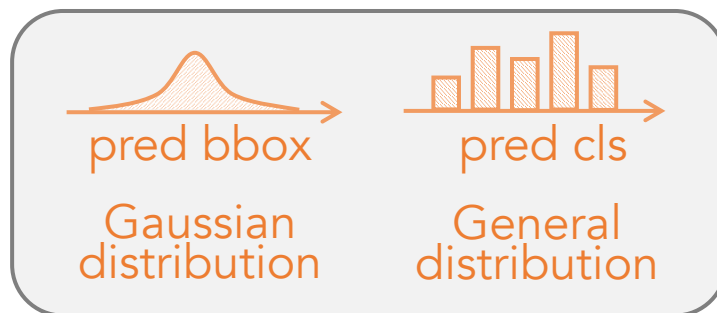 pred bbox
pred cls
Gaussian
distribution
General
distribution